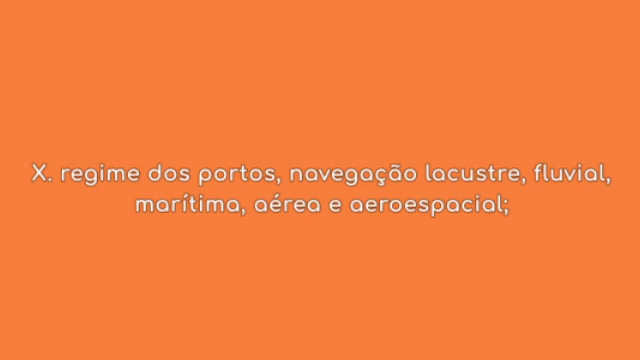 X. regime dos portos, navegação lacustre, fluvial,
marítima, aérea e aeroespacial;